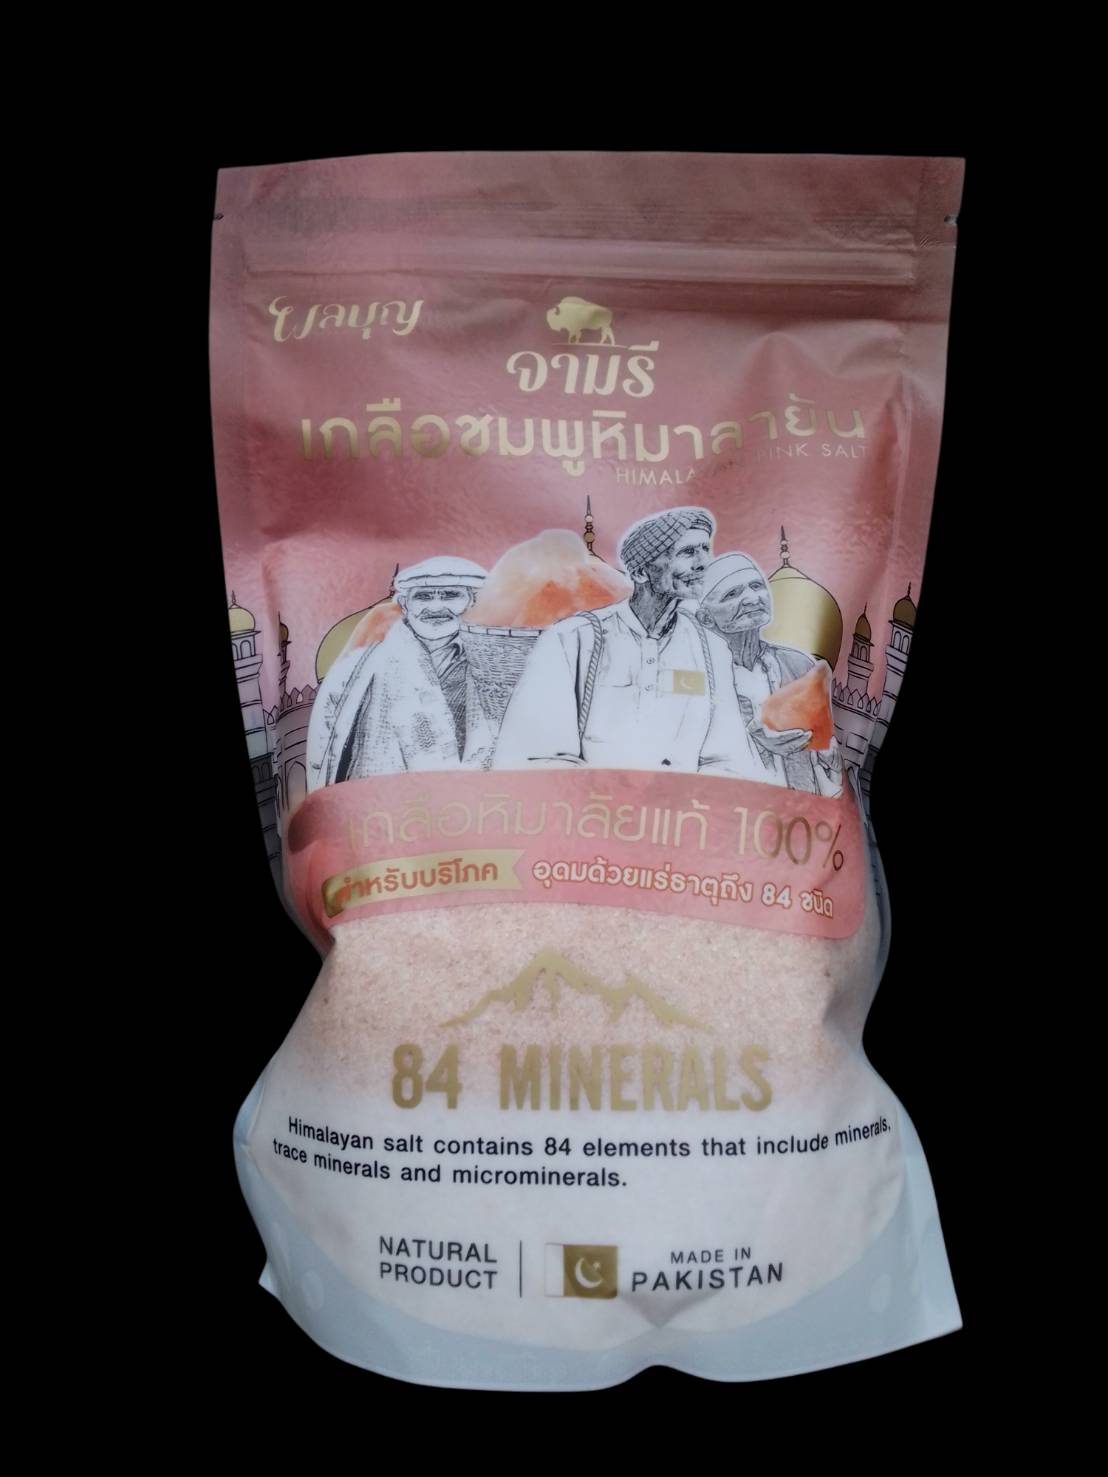 ผลบุญ
จามรี
เกลือชมพูหิมาลายัน
HIMALAYAN PINK SALT
เกลือหิมาลัยแท้ 100%
สำหรับบริโภค
อุดมด้วยแร่ธาตุถึง 84 ชนิด
84 MINERALS
Himalayan salt contains 84 elements that include minerals,
trace minerals and microminerals.
NATURAL
PRODUCT
MADE IN
PAKISTAN